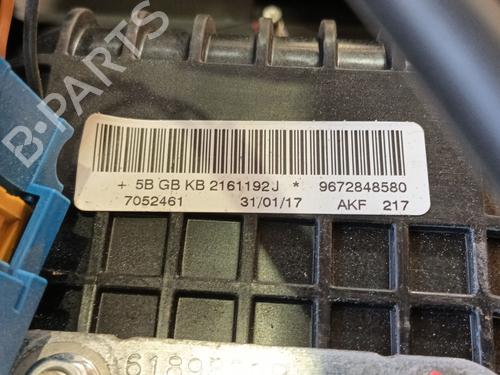 B-PARTS
+ 5B GB KB 2161192J * 9672848580
7052461 31/01/17 AKF 217